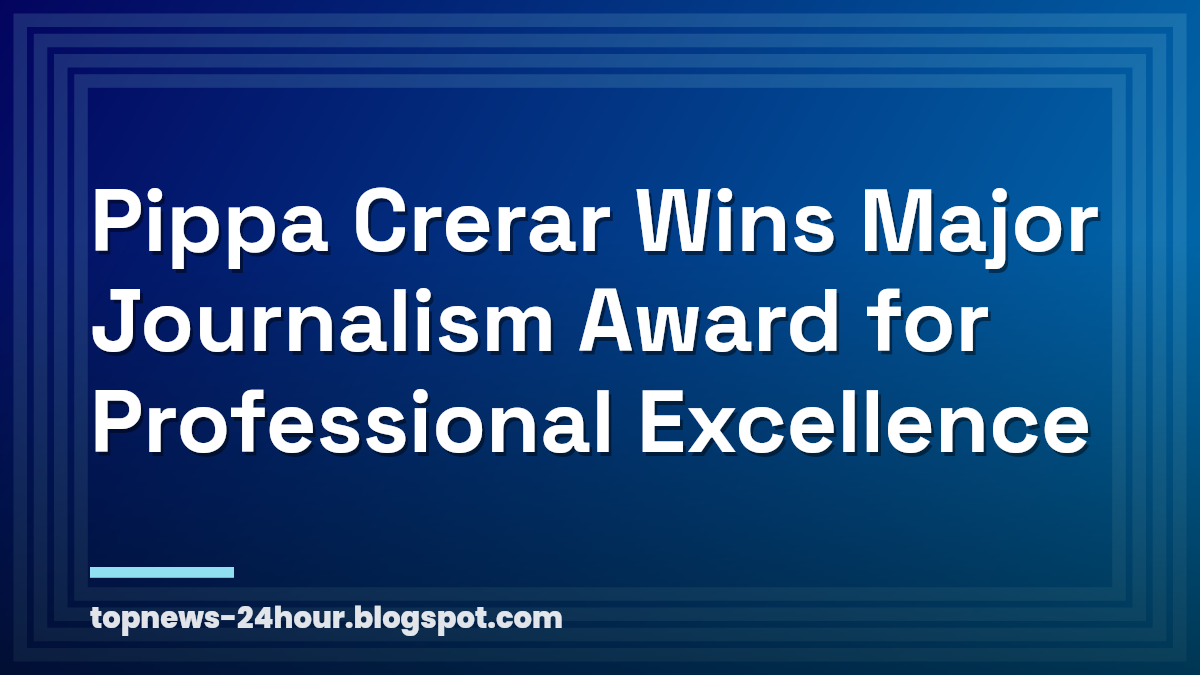 Pippa Crerar Wins Major
Journalism Award for
Professional Excellence
topnews-24hour.blogspot.com